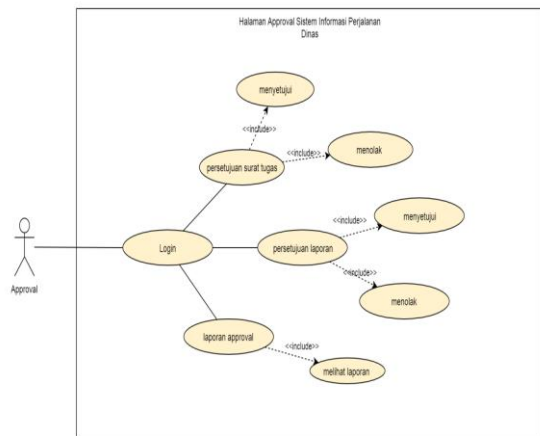 Halaman Approval Sistem Informasi Perjalanan
Dinas
menyetujui
<<include>>
persetujuan surat tugas
<<include>>
menolak
Approval
Login
persetujuan laporan
<<include>>
menyetujui
<<include>>
menolak
laporan approval
<<include>>
melihat laporan